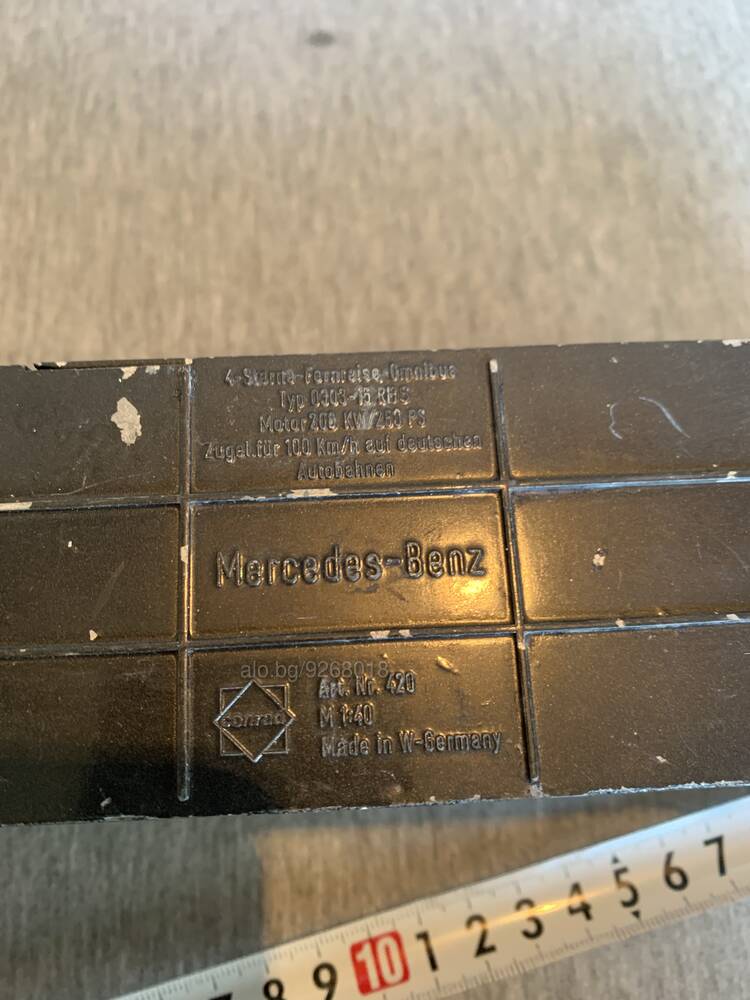 4-Sterne-Fernreise-Omnibus
Typ 0303-15 RHS
Motor 206 KW/280 PS
Zugel.für 100 Km/h auf deutschen
Autobahnen
Mercedes-Benz
alo.bg/9268018
conrad
Art. Nr. 420
M 1:40
Made in W-Germany
7 8 9 10 1 2 3 4 5 6 7